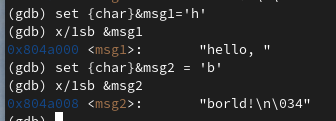 (gdb) set {char}&msg1='h'
(gdb) x/1sb &msg1
0x804a000 <msg1>:       "hello, "
(gdb) set {char}&msg2 = 'b'
(gdb) x/1sb &msg2
0x804a008 <msg2>:       "borld!\n\034"
(gdb)